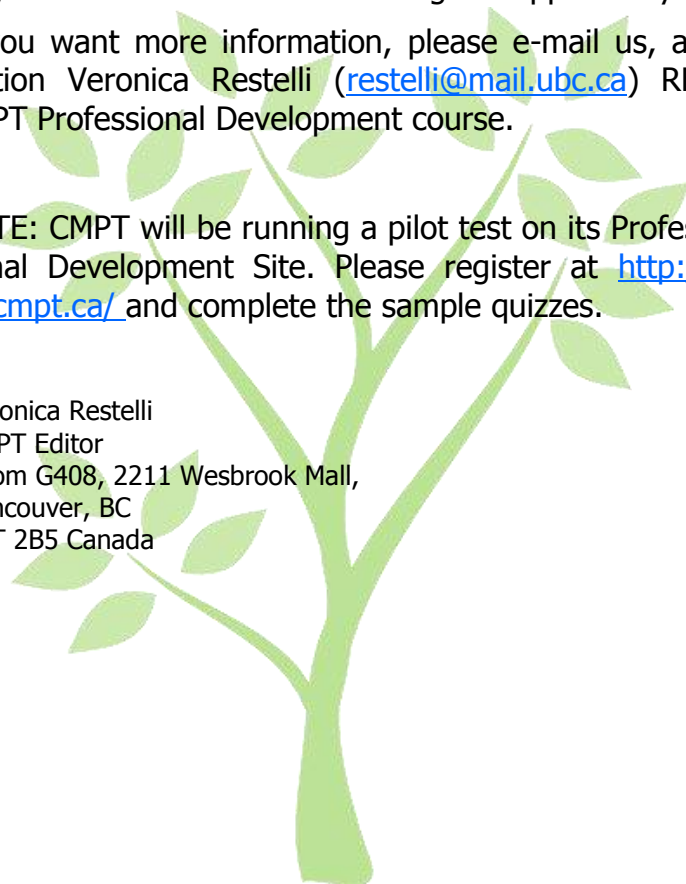 ou want more information, please e-mail us, a
tion Veronica Restelli (restelli@mail.ubc.ca) R
PT Professional Development course.
TE: CMPT will be running a pilot test on its Profes
nal Development Site. Please register at http:
cmpt.ca/ and complete the sample quizzes.
onica Restelli
PT Editor
om G408, 2211 Wesbrook Mall,
ncouver, BC
T 2B5 Canada